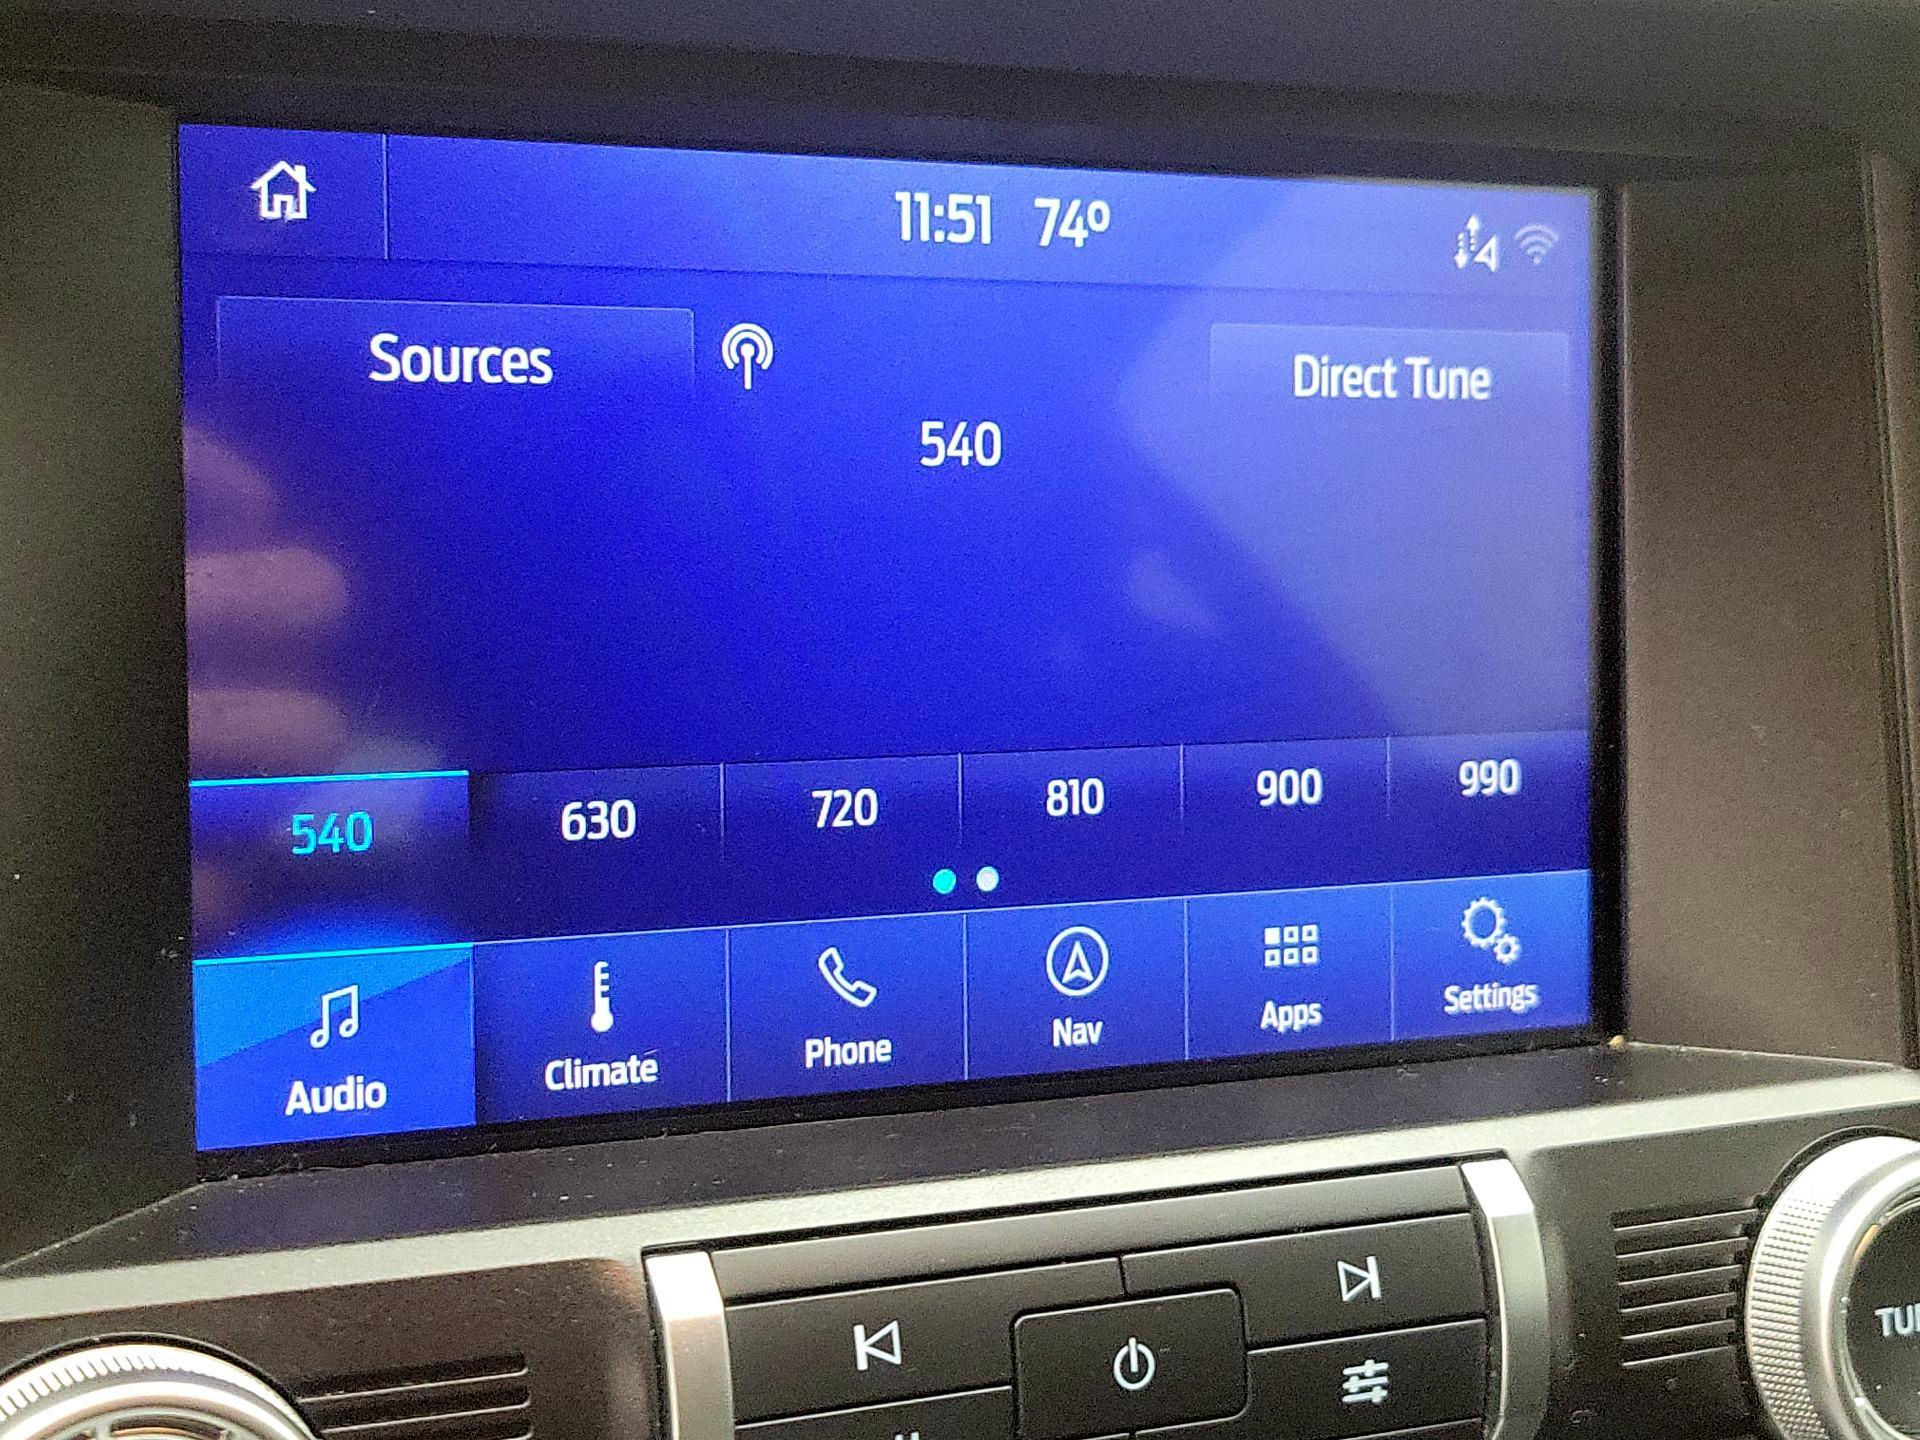 11:51 74°
Sources
Direct Tune
540
540 630 720 810 900 990
Audio Climate Phone Nav Apps Settings